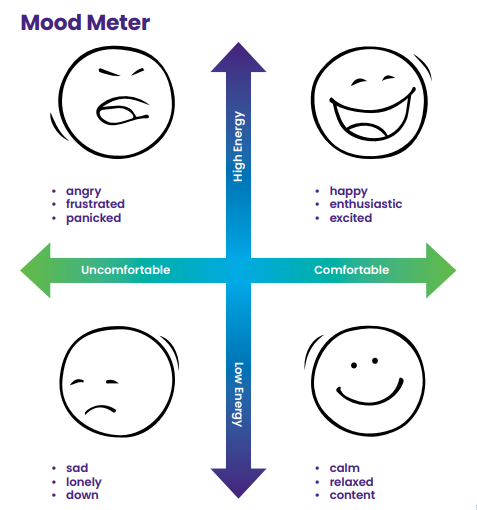 Mood Meter
High Energy
• angry
• frustrated
• panicked
• happy
• enthusiastic
• excited
Uncomfortable
Comfortable
Low Energy
• sad
• lonely
• down
• calm
• relaxed
• content